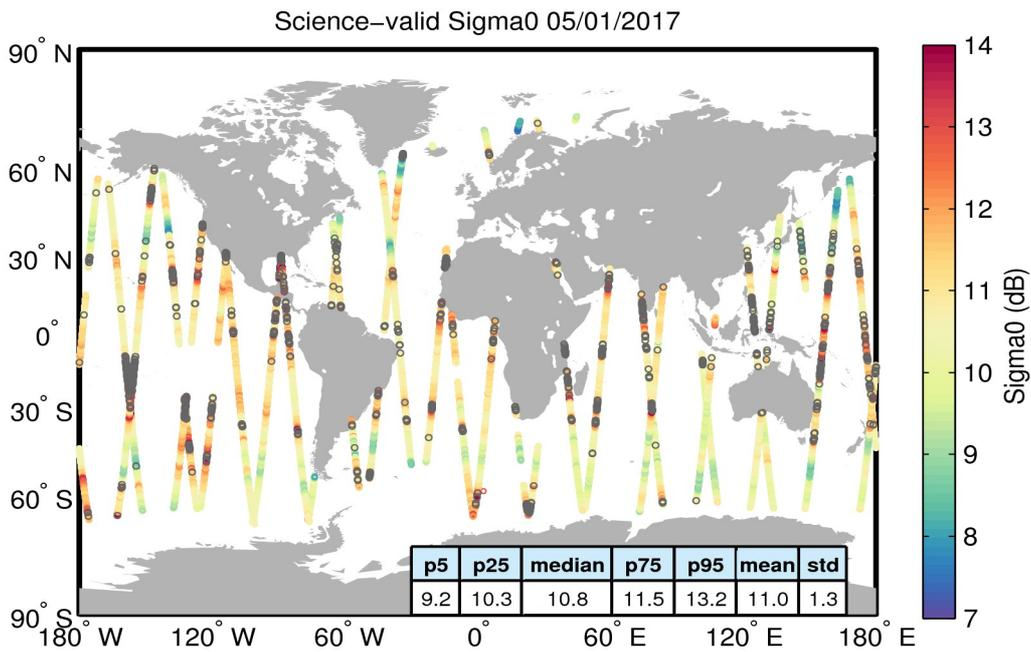 Science−valid Sigma0 05/01/2017
90° N
60° N
30° N
0°
30° S
60° S
90° S
180° W
120° W
60° W
0°
60° E
120° E
180° E
p5 p25 median p75 p95 mean std
9.2 10.3 10.8 11.5 13.2 11.0 1.3
14
13
12
11
10
9
8
7
Sigma0 (dB)